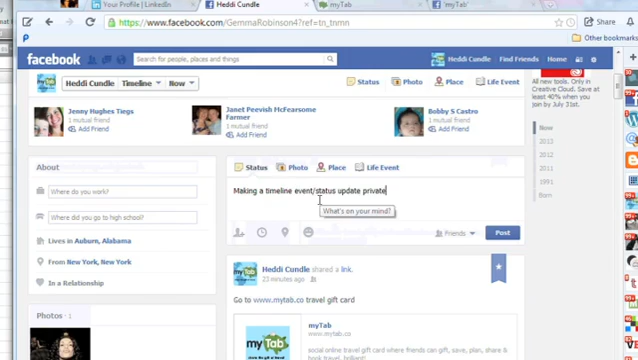 Your Profile | LinkedIn
Heddi Cundle
myTab
'myTab'
https://www.facebook.com/GemmaRobinson4?ref=tn_tnmn
Share
Other bookmarks
facebook
Search for people, places and things
Heddi Cundle
Find Friends
Home
Heddi Cundle
Timeline
Now
Status
Photo
Place
Life Event
All new tools. Only in
Creative Cloud. Save at
least 40% when you
join by July 31st.
Jenny Hughes Tiegs
1 mutual friend
Add Friend
Janet Peevish McFearsome
Farmer
1 mutual friend
Add Friend
Bobby S Castro
1 mutual friend
Add Friend
Now
2013
2012
2011
1991
Born
About
Where do you work?
Where did you go to high school?
Lives in Auburn, Alabama
From New York, New York
In a Relationship
Photos · 1
Status
Photo
Place
Life Event
Making a timeline event/status update private
What's on your mind?
Friends
Post
Heddi Cundle shared a link.
23 minutes ago
Go to www.mytab.co travel gift card
myTab
myTab
www.mytab.co
social online travel gift card where friends can gift, save, plan, share &
book travel.